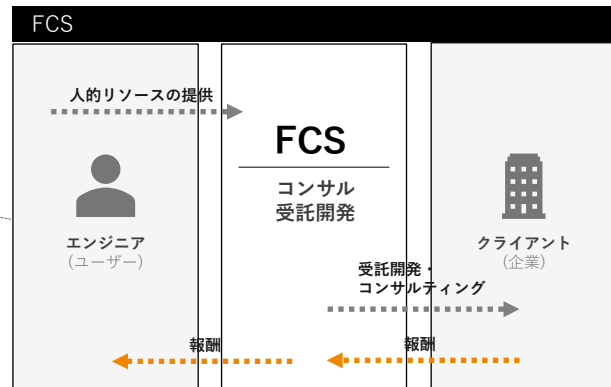 FCS
人的リソースの提供
FCS
コンサル
受託開発
エンジニア
(ユーザー)
クライアント
(企業)
受託開発・
コンサルティング
報酬
報酬